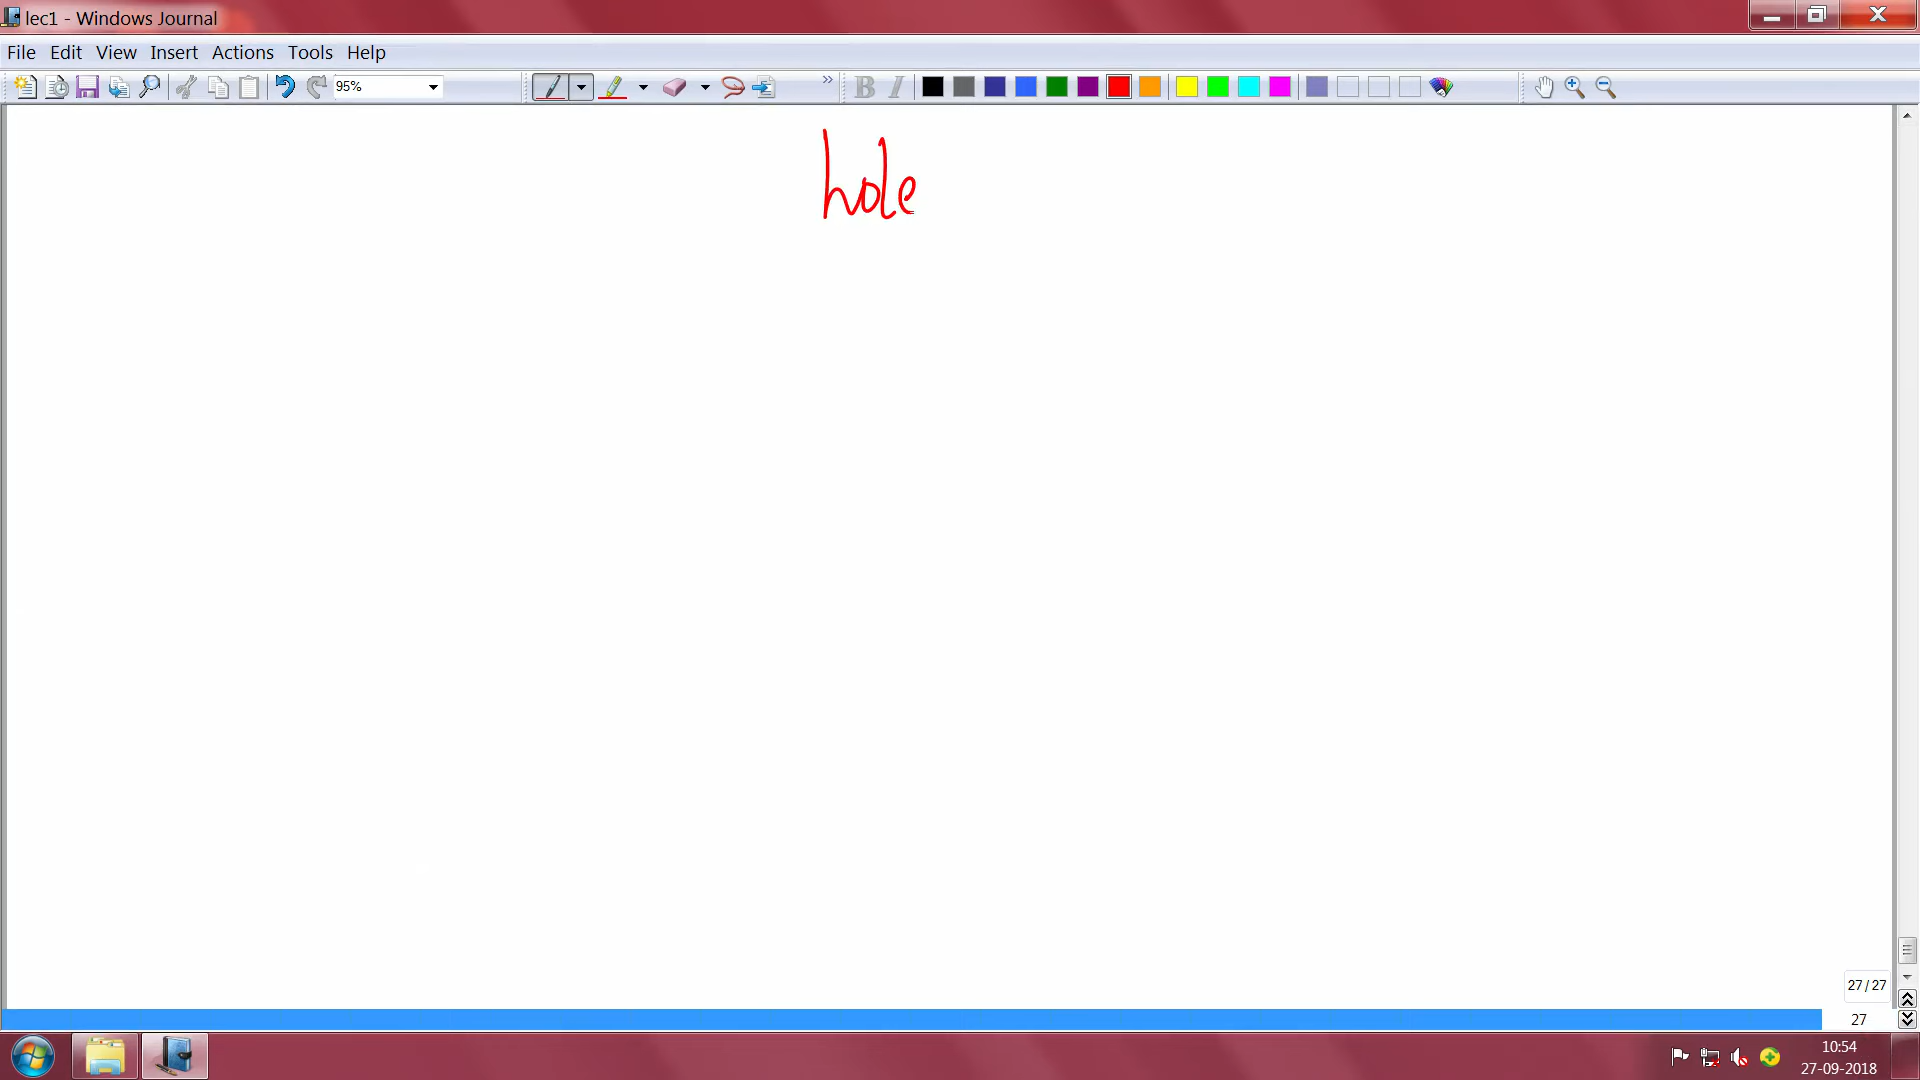 lec1 - Windows Journal
File Edit View Insert Actions Tools Help
95%
B I
hole
27 / 27
27
10:54
27-09-2018